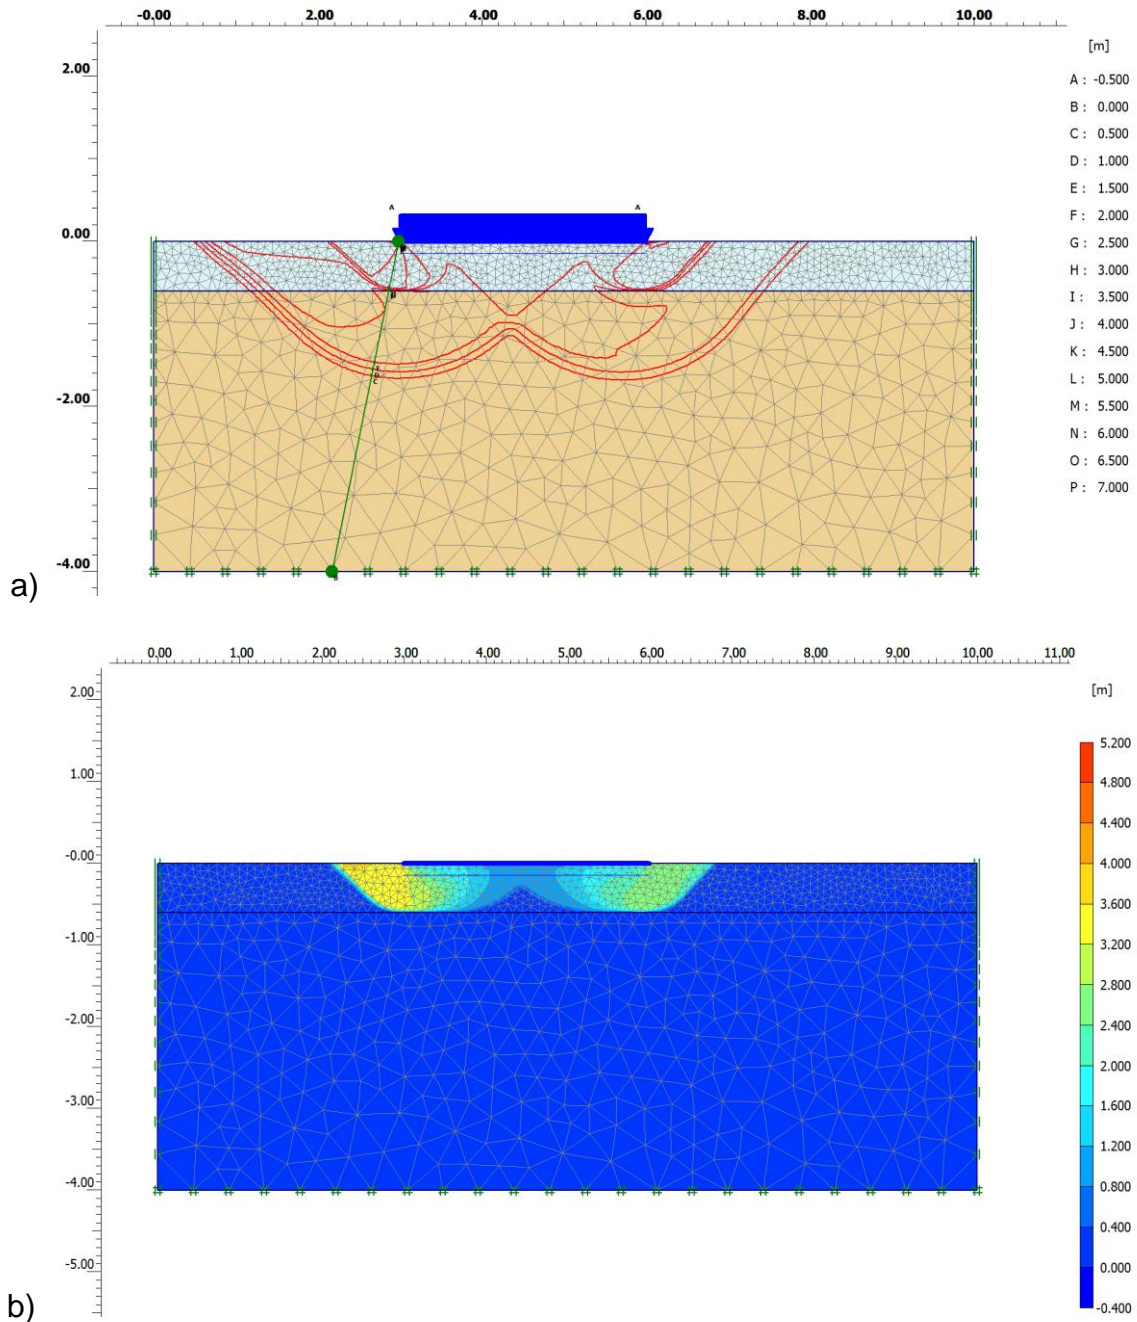 -0.00 2.00 4.00 6.00 8.00 10.00
[m]
2.00
A : -0.500
B : 0.000
C : 0.500
D : 1.000
E : 1.500
F : 2.000
G : 2.500
H : 3.000
I : 3.500
J : 4.000
K : 4.500
L : 5.000
M : 5.500
N : 6.000
O : 6.500
P : 7.000
A A
0.00
-2.00
E
D
C
-4.00
a)
0.00 1.00 2.00 3.00 4.00 5.00 6.00 7.00 8.00 9.00 10.00 11.00
[m]
2.00
1.00
-0.00
-1.00
-2.00
-3.00
-4.00
-5.00
5.200
4.800
4.400
4.000
3.600
3.200
2.800
2.400
2.000
1.600
1.200
0.800
0.400
0.000
-0.400
b)